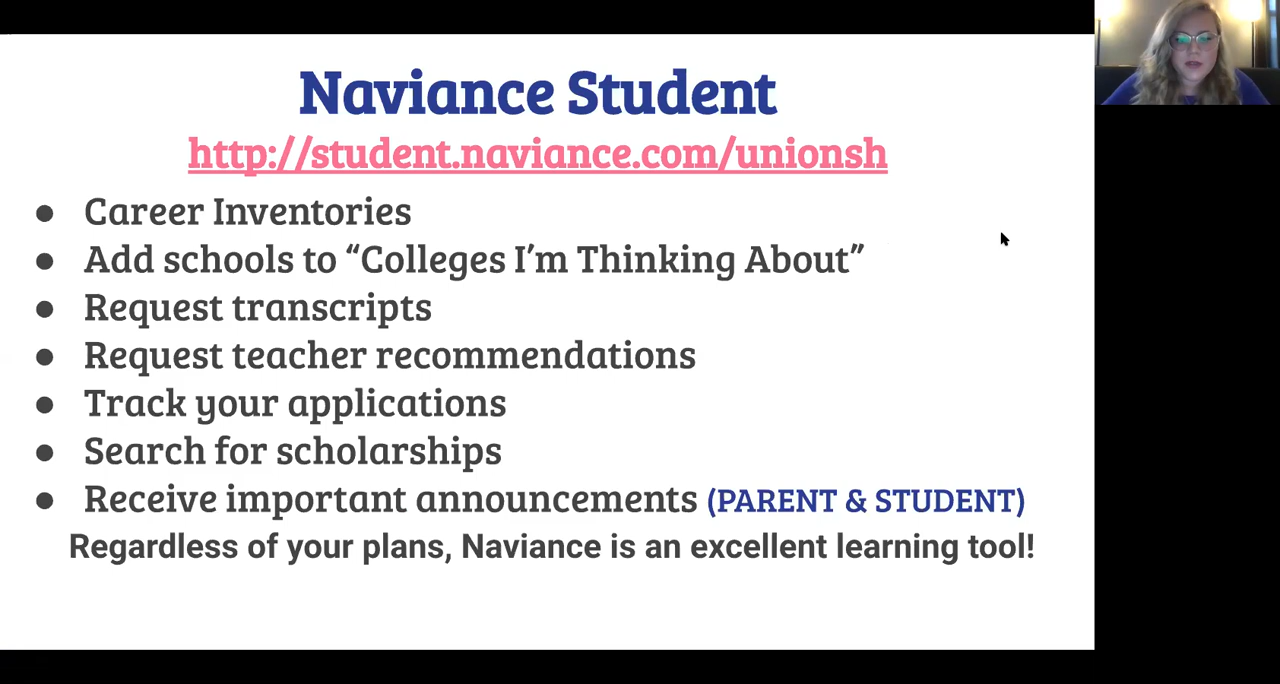 Naviance Student
http://student.naviance.com/unionsh
● Career Inventories
● Add schools to “Colleges I’m Thinking About”
● Request transcripts
● Request teacher recommendations
● Track your applications
● Search for scholarships
● Receive important announcements (PARENT & STUDENT)
Regardless of your plans, Naviance is an excellent learning tool!